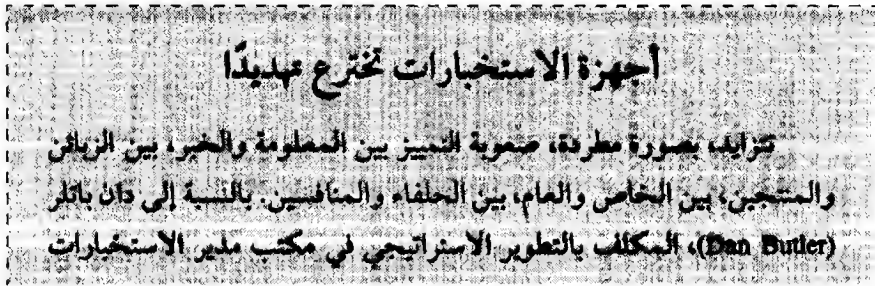 أجهزة الاستخبارات تخترع تهديدًا
تتزايد، بصورة مطردة، صعوبة التمييز بين المعلومة والخبر، بين الزبائن
والمنتجين، بين الخاص والعام، بين الحلفاء والمنافسين. بالنسبة إلى دان باتلر
(Dan Butler)، المكلف بالتطوير الاستراتيجي في مكتب مدير الاستخبارات